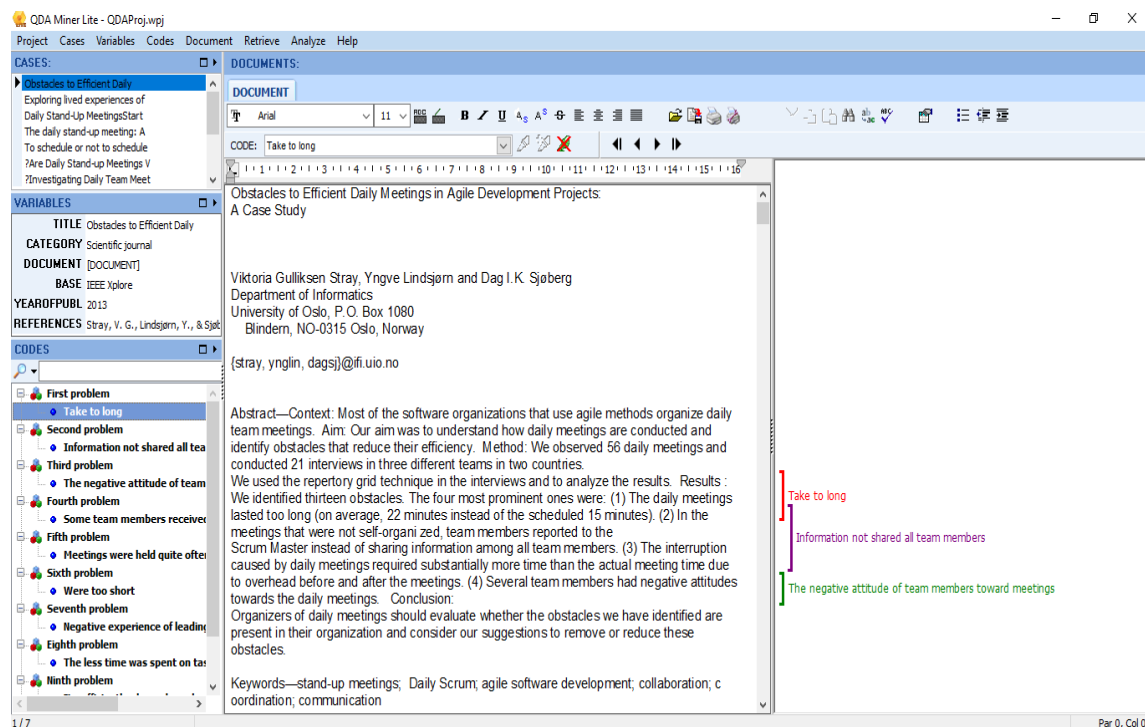 QDA Miner Lite - QDAProj.wpj
Project Cases Variables Codes Document Retrieve Analyze Help
CASES:
Obstacles to Efficient Daily
Exploring lived experiences of
Daily Stand-Up MeetingsStart
The daily stand-up meeting: A
To schedule or not to schedule
?Are Daily Stand-up Meetings V
?Investigating Daily Team Meet
VARIABLES
TITLE Obstacles to Efficient Daily
CATEGORY Scientific journal
DOCUMENT [DOCUMENT]
BASE IEEE Xplore
YEAROFPUBL 2013
REFERENCES Stray, V. G., Lindsjørn, Y., & Sjøb
CODES
First problem
Take to long
Second problem
Information not shared all tea
Third problem
The negative attitude of team
Fourth problem
Some team members received
Fifth problem
Meetings were held quite ofter
Sixth problem
Were too short
Seventh problem
Negative experience of leading
Eighth problem
The less time was spent on tas
Ninth problem
1 / 7
DOCUMENTS:
DOCUMENT
Arial 11 B I U
CODE: Take to long
1 2 3 4 5 6 7 8 9 10 11 12 13 14 15 16
Obstacles to Efficient Daily Meetings in Agile Development Projects:
A Case Study
Viktoria Gulliksen Stray, Yngve Lindsjørn and Dag I.K. Sjøberg
Department of Informatics
University of Oslo, P.O. Box 1080
Blindern, NO-0315 Oslo, Norway
{stray, ynglin, dagsj}@ifi.uio.no
Abstract—Context: Most of the software organizations that use agile methods organize daily
team meetings. Aim: Our aim was to understand how daily meetings are conducted and
identify obstacles that reduce their efficiency. Method: We observed 56 daily meetings and
conducted 21 interviews in three different teams in two countries.
We used the repertory grid technique in the interviews and to analyze the results. Results :
We identified thirteen obstacles. The four most prominent ones were: (1) The daily meetings
lasted too long (on average, 22 minutes instead of the scheduled 15 minutes). (2) In the
meetings that were not self-organi zed, team members reported to the
Scrum Master instead of sharing information among all team members. (3) The interruption
caused by daily meetings required substantially more time than the actual meeting time due
to overhead before and after the meetings. (4) Several team members had negative attitudes
towards the daily meetings. Conclusion:
Organizers of daily meetings should evaluate whether the obstacles we have identified are
present in their organization and consider our suggestions to remove or reduce these
obstacles.
Keywords—stand-up meetings; Daily Scrum; agile software development; collaboration; c
oordination; communication
Take to long
Information not shared all team members
The negative attitude of team members toward meetings
Par 0, Col 0